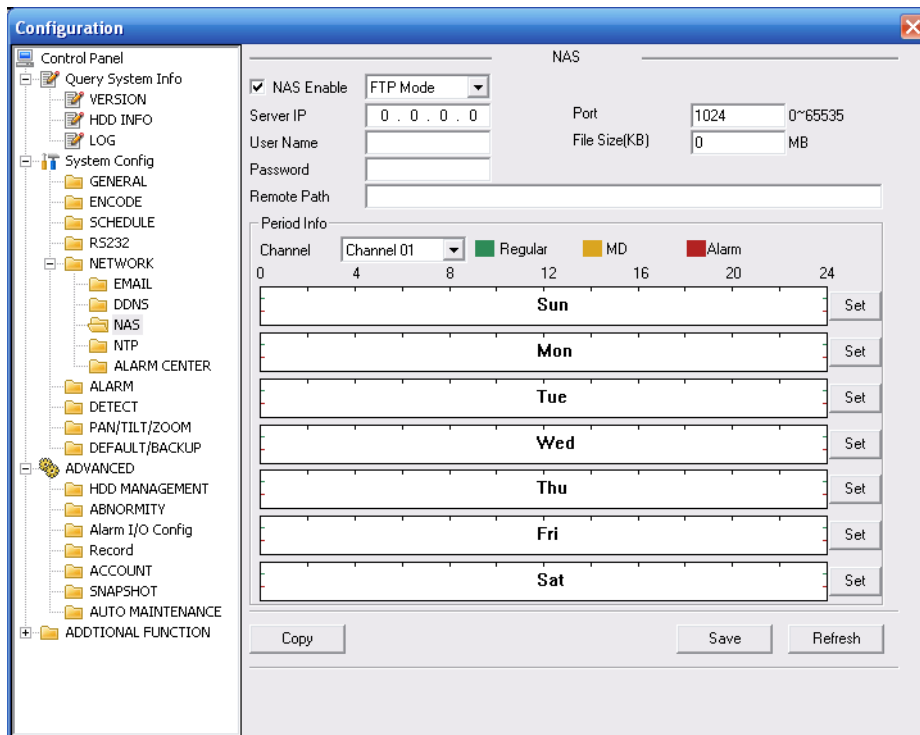 Configuration
Control Panel
Query System Info
VERSION
HDD INFO
LOG
System Config
GENERAL
ENCODE
SCHEDULE
RS232
NETWORK
EMAIL
DDNS
NAS
NTP
ALARM CENTER
ALARM
DETECT
PAN/TILT/ZOOM
DEFAULT/BACKUP
ADVANCED
HDD MANAGEMENT
ABNORMITY
Alarm I/O Config
Record
ACCOUNT
SNAPSHOT
AUTO MAINTENANCE
ADDTIONAL FUNCTION
NAS
NAS Enable FTP Mode
Server IP 0 . 0 . 0 . 0 Port 1024 0~65535
User Name File Size(KB) 0 MB
Password
Remote Path
Period Info
Channel Channel 01 Regular MD Alarm
0 4 8 12 16 20 24
Sun Set
Mon Set
Tue Set
Wed Set
Thu Set
Fri Set
Sat Set
Copy Save Refresh